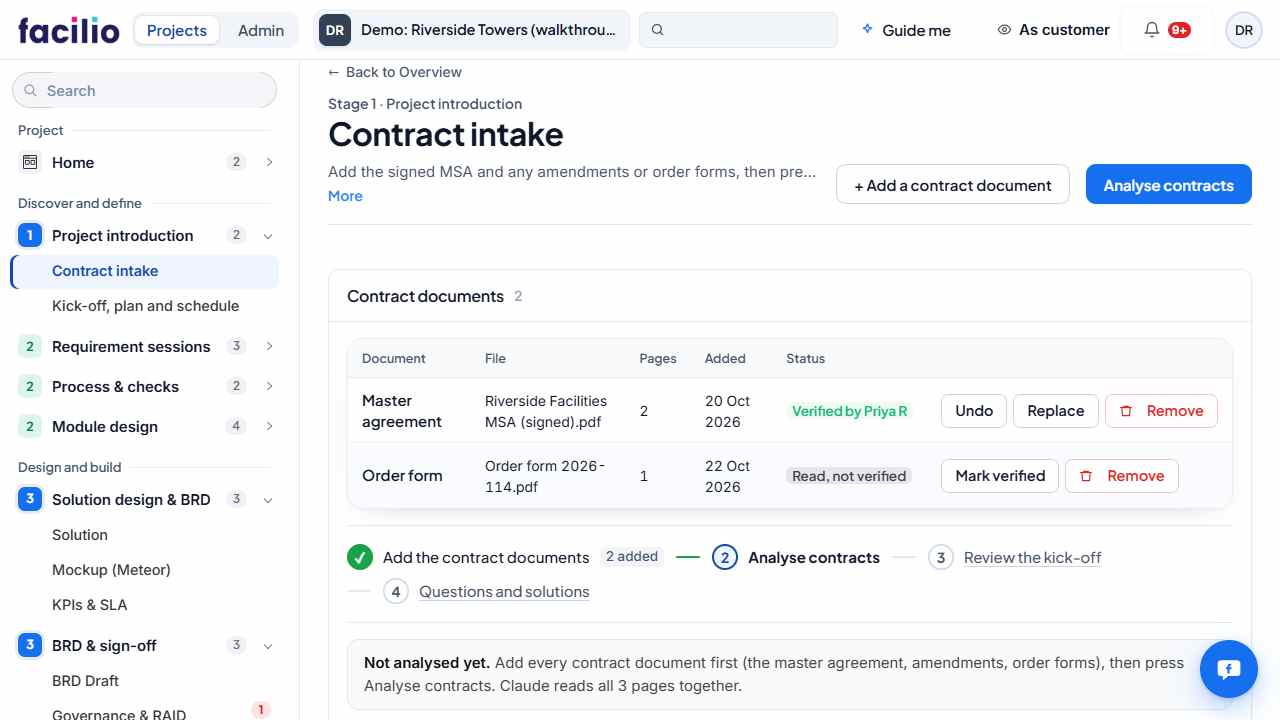 facilio
Projects
Admin
DR
Demo: Riverside Towers (walkthrou...
Guide me
As customer
9+
DR
Search
Project
Home 2
Discover and define
1 Project introduction 2
Contract intake
Kick-off, plan and schedule
2 Requirement sessions 3
2 Process & checks 2
2 Module design 4
Design and build
3 Solution design & BRD 3
Solution
Mockup (Meteor)
KPIs & SLA
3 BRD & sign-off 3
BRD Draft
Governance & RAID 1
← Back to Overview
Stage 1 · Project introduction
Contract intake
Add the signed MSA and any amendments or order forms, then pre...
More
+ Add a contract document
Analyse contracts
Contract documents 2
Document File Pages Added Status
Master agreement
Riverside Facilities MSA (signed).pdf
2
20 Oct 2026
Verified by Priya R
Undo Replace Remove
Order form
Order form 2026-114.pdf
1
22 Oct 2026
Read, not verified
Mark verified Remove
Add the contract documents 2 added 2 Analyse contracts 3 Review the kick-off
4 Questions and solutions
Not analysed yet. Add every contract document first (the master agreement, amendments, order forms), then press
Analyse contracts. Claude reads all 3 pages together.